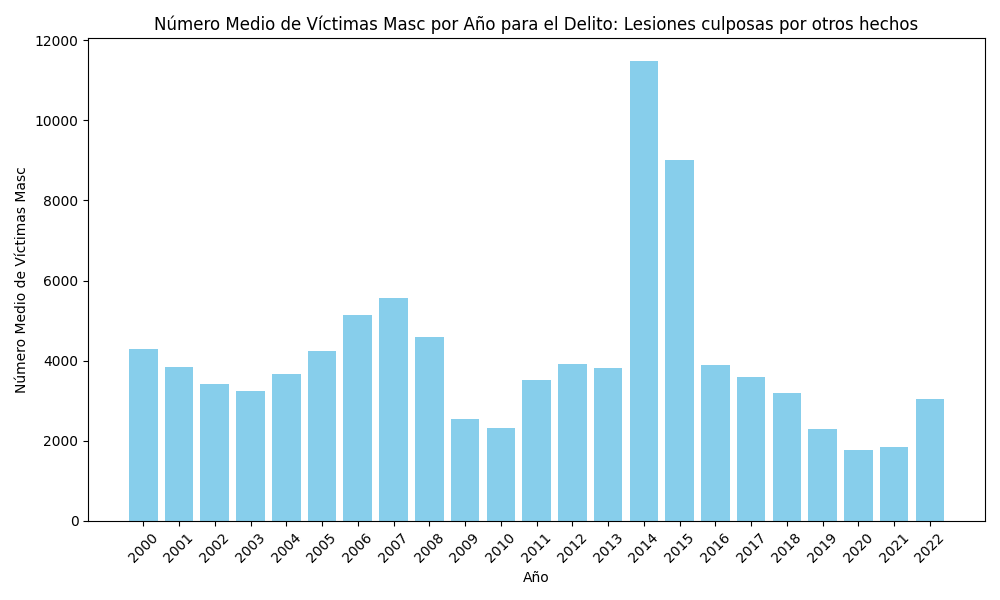 Número Medio de Víctimas Masc por Año para el Delito: Lesiones culposas por otros hechos
Número Medio de Víctimas Masc
12000
10000
8000
6000
4000
2000
0
2000 2001 2002 2003 2004 2005 2006 2007 2008 2009 2010 2011 2012 2013 2014 2015 2016 2017 2018 2019 2020 2021 2022
Año